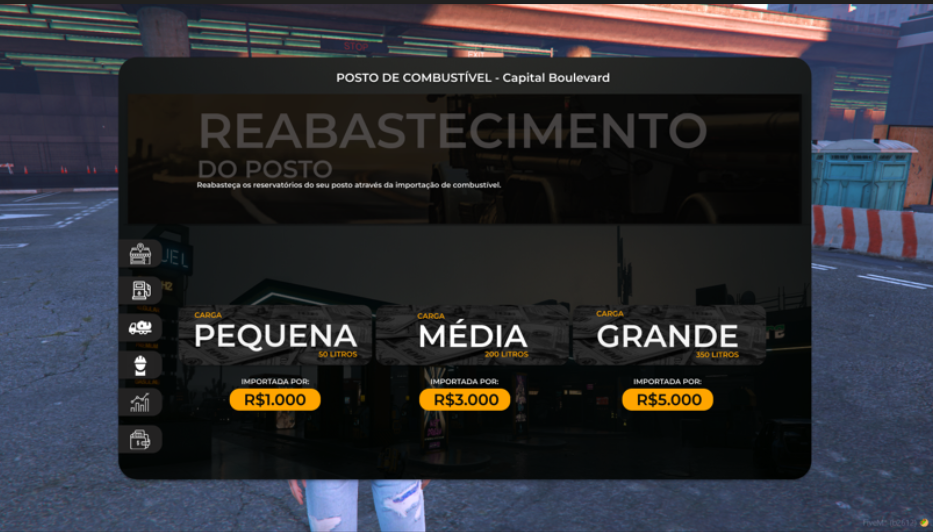 STOP
POSTO DE COMBUSTÍVEL - Capital Boulevard
REABASTECIMENTO
DO POSTO
Reabasteça os reservatórios do seu posto através da importação de combustível.
UEL
CARGA
PEQUENA
50 LITROS
CARGA
MÉDIA
200 LITROS
CARGA
GRANDE
350 LITROS
IMPORTADA POR:
R$1.000
IMPORTADA POR:
R$3.000
IMPORTADA POR:
R$5.000